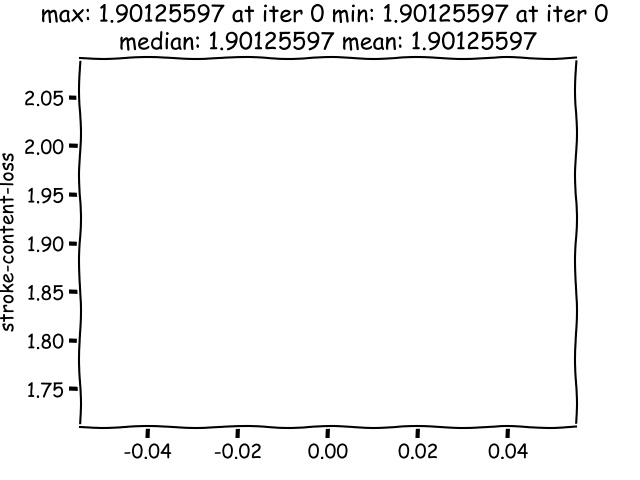 max: 1.90125597 at iter 0 min: 1.90125597 at iter 0
median: 1.90125597 mean: 1.90125597
stroke-content-loss
2.05
2.00
1.95
1.90
1.85
1.80
1.75
-0.04 -0.02 0.00 0.02 0.04